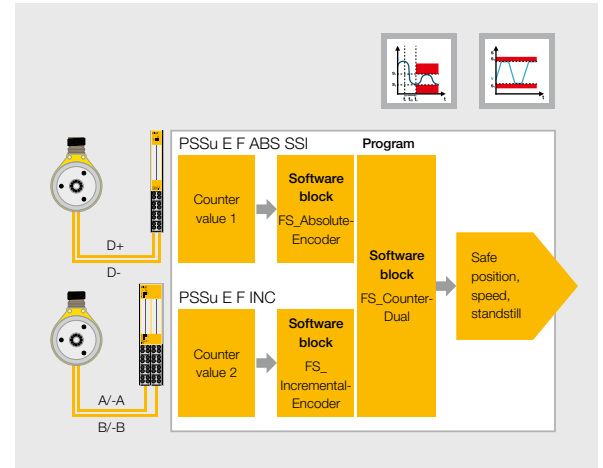 PSSu E F ABS SSI
Program
Counter
value 1
Software
block
FS_Absolute-
Encoder
D+
D-
Software
block
FS_Counter-
Dual
Safe
position,
speed,
standstill
PSSu E F INC
Counter
value 2
Software
block
FS_
Incremental-
Encoder
A/-A
B/-B
t
t